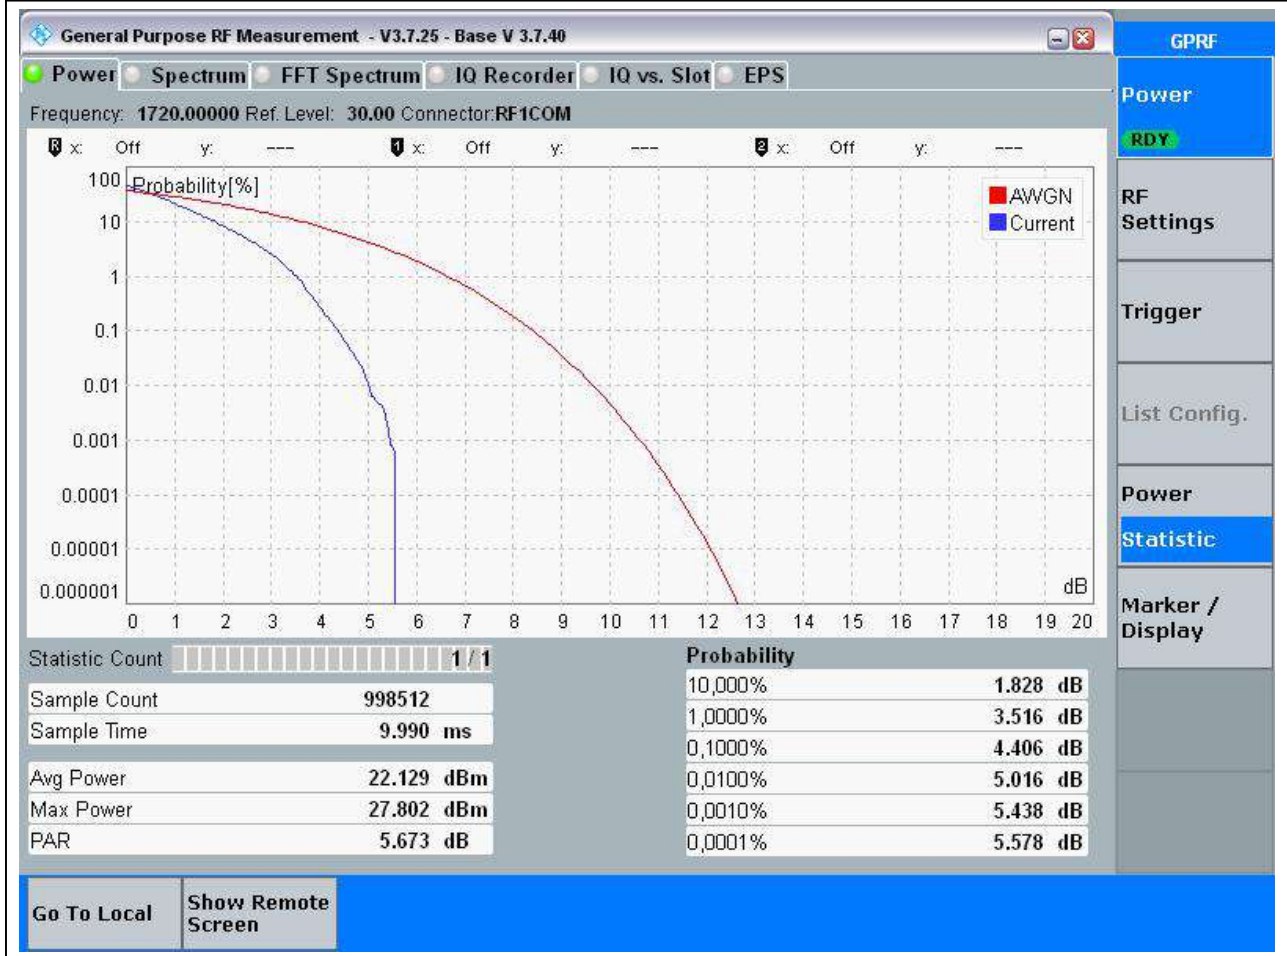 General Purpose RF Measurement - V3.7.25 - Base V 3.7.40
GPRF
Power Spectrum FFT Spectrum IQ Recorder IQ vs. Slot EPS
Frequency: 1720.00000 Ref. Level: 30.00 Connector:RF1COM
R x: Off y: --- 1 x: Off y: --- 2 x: Off y: ---
Probability[%]
100
10
1
0.1
0.01
0.001
0.0001
0.00001
0.000001
AWGN
Current
dB
0 1 2 3 4 5 6 7 8 9 10 11 12 13 14 15 16 17 18 19 20
Statistic Count 1 / 1
Sample Count 998512
Sample Time 9.990 ms
Avg Power 22.129 dBm
Max Power 27.802 dBm
PAR 5.673 dB
Probability
10,000% 1.828 dB
1,0000% 3.516 dB
0,1000% 4.406 dB
0,0100% 5.016 dB
0,0010% 5.438 dB
0,0001% 5.578 dB
Power
RDY
RF
Settings
Trigger
List Config.
Power
Statistic
Marker /
Display
Go To Local
Show Remote
Screen